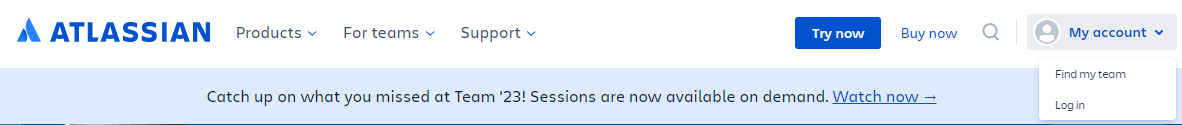 ATLASSIAN Products For teams Support Try now Buy now My account
Find my team
Catch up on what you missed at Team '23! Sessions are now available on demand. Watch now →
Log in